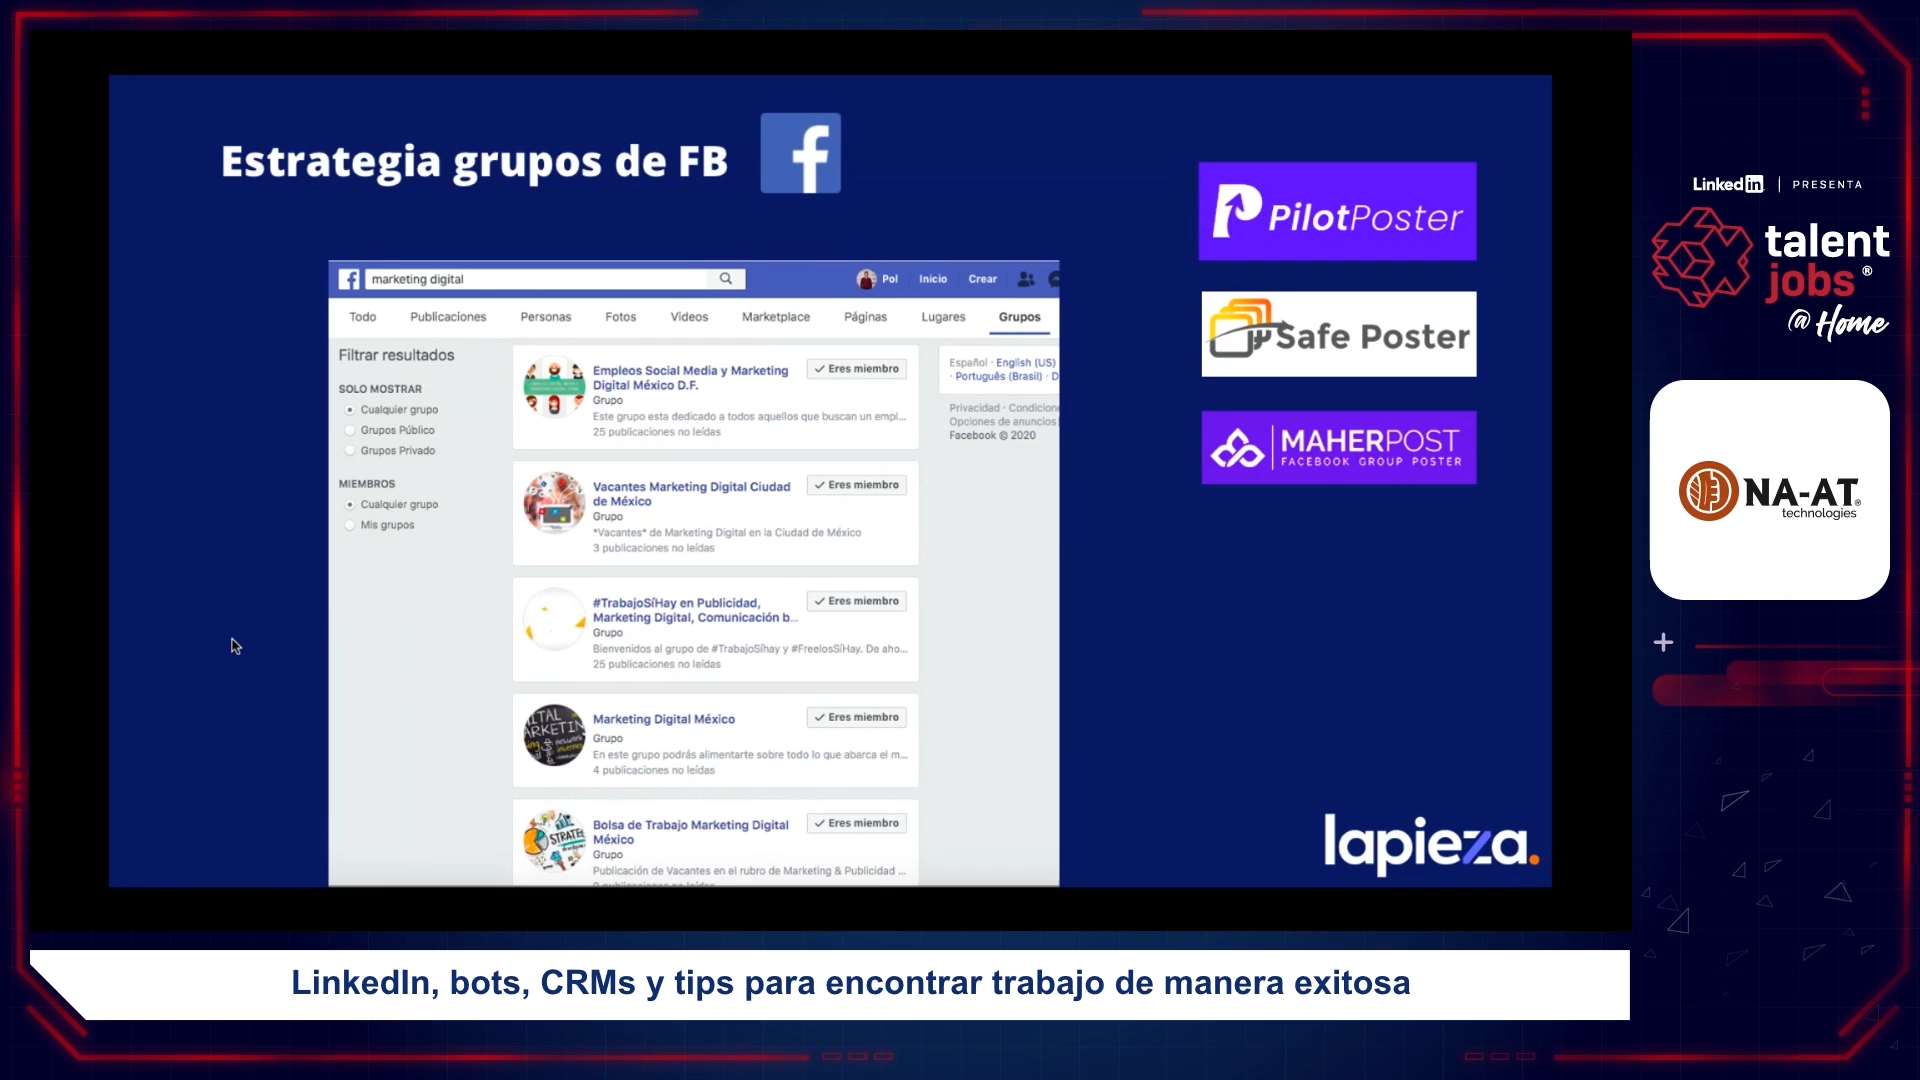 Estrategia grupos de FB
PilotPoster
Safe Poster
MAHERPOST
FACEBOOK GROUP POSTER
marketing digital
Pol Inicio Crear
Todo Publicaciones Personas Fotos Videos Marketplace Páginas Lugares Grupos
Filtrar resultados
SOLO MOSTRAR
Cualquier grupo
Grupos Público
Grupos Privado
MIEMBROS
Cualquier grupo
Mis grupos
Empleos Social Media y Marketing
Digital México D.F.
Eres miembro
Grupo
Este grupo esta dedicado a todos aquellos que buscan un empl...
25 publicaciones no leídas
Vacantes Marketing Digital Ciudad
de México
Eres miembro
Grupo
*Vacantes* de Marketing Digital en la Ciudad de México
3 publicaciones no leídas
#TrabajoSíHay en Publicidad,
Marketing Digital, Comunicación b...
Eres miembro
Grupo
Bienvenidos al grupo de #TrabajoSíhay y #FreelosSíHay. De aho...
25 publicaciones no leídas
Marketing Digital México
Eres miembro
Grupo
En este grupo podrás alimentarte sobre todo lo que abarca el m...
4 publicaciones no leídas
Bolsa de Trabajo Marketing Digital
México
Eres miembro
Grupo
Publicación de Vacantes en el rubro de Marketing & Publicidad ...
Español · English (US)
· Português (Brasil) · D
Privacidad · Condicion
Opciones de anuncios
Facebook © 2020
lapieza.
LinkedIn | PRESENTA
talent
jobs®
@Home
NA-AT®
technologies
LinkedIn, bots, CRMs y tips para encontrar trabajo de manera exitosa